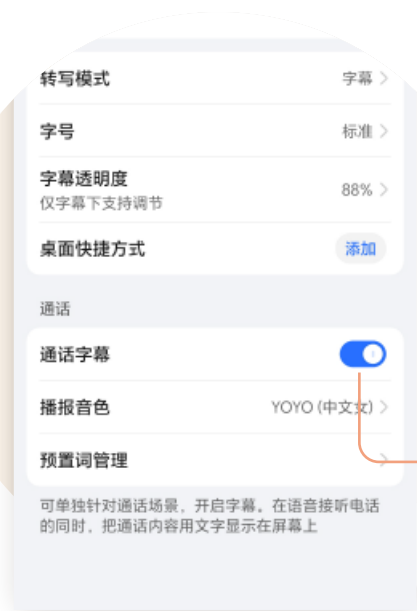 转写模式 字幕
字号 标准
字幕透明度 88%
仅字幕下支持调节
桌面快捷方式 添加
通话
通话字幕
播报音色 YOYO (中文女)
预置词管理
可单独针对通话场景，开启字幕。在语音接听电话
的同时，把通话内容用文字显示在屏幕上